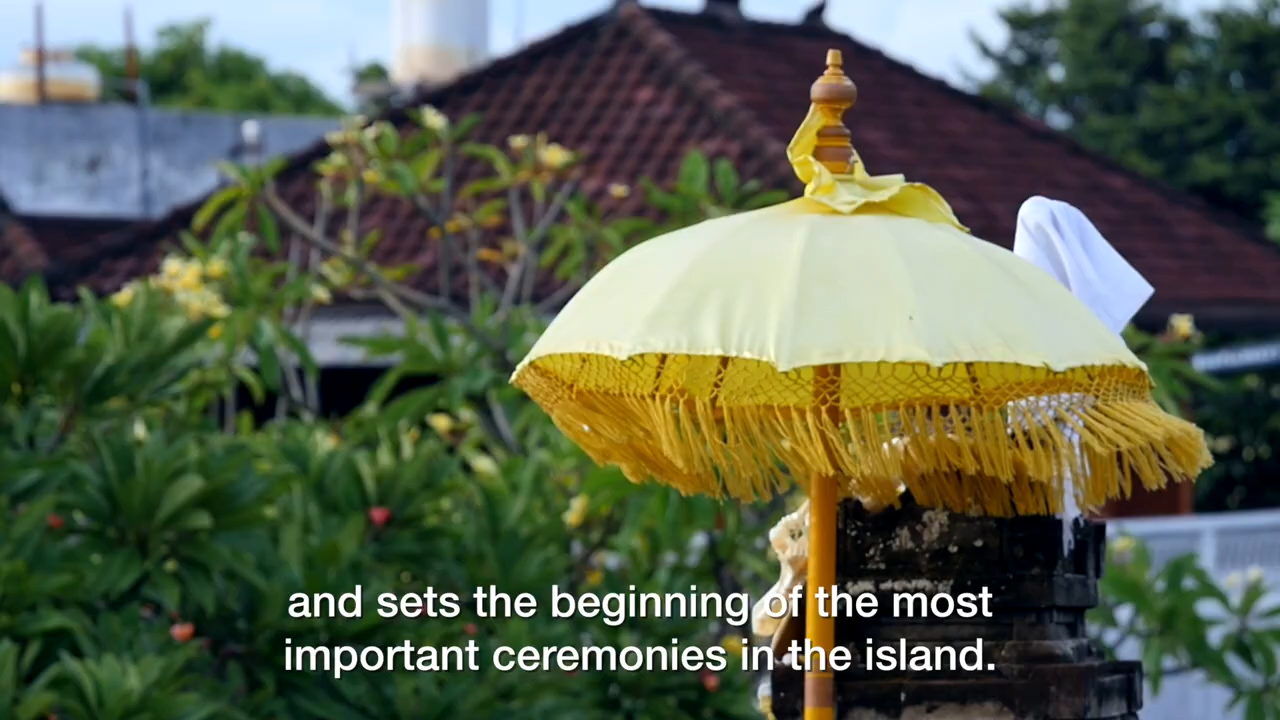 and sets the beginning of the most
important ceremonies in the island.